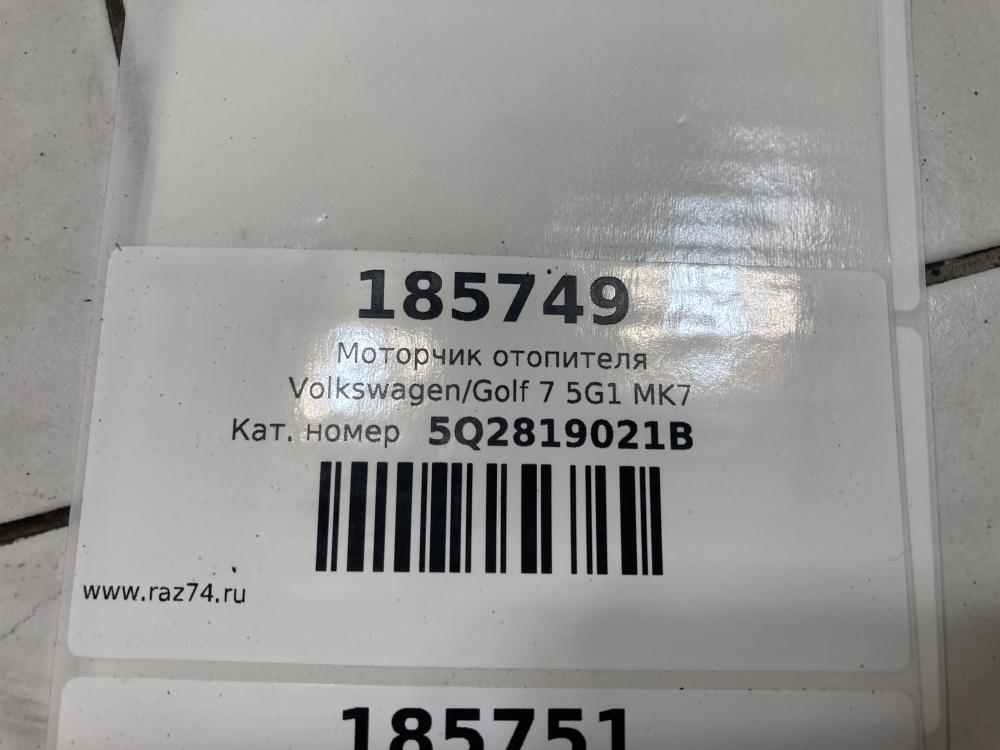 185749
Моторчик отопителя
Volkswagen/Golf 7 5G1 MK7
Кат. номер 5Q2819021B
www.raz74.ru
185751